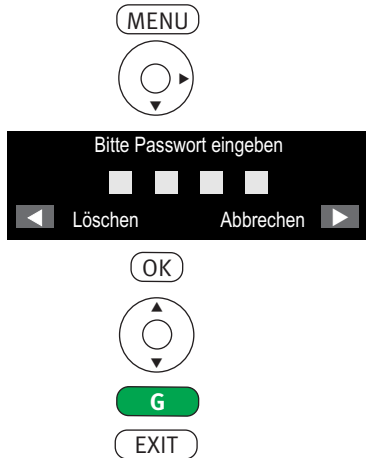 MENU
Bitte Passwort eingeben
Löschen Abbrechen
OK
G
EXIT